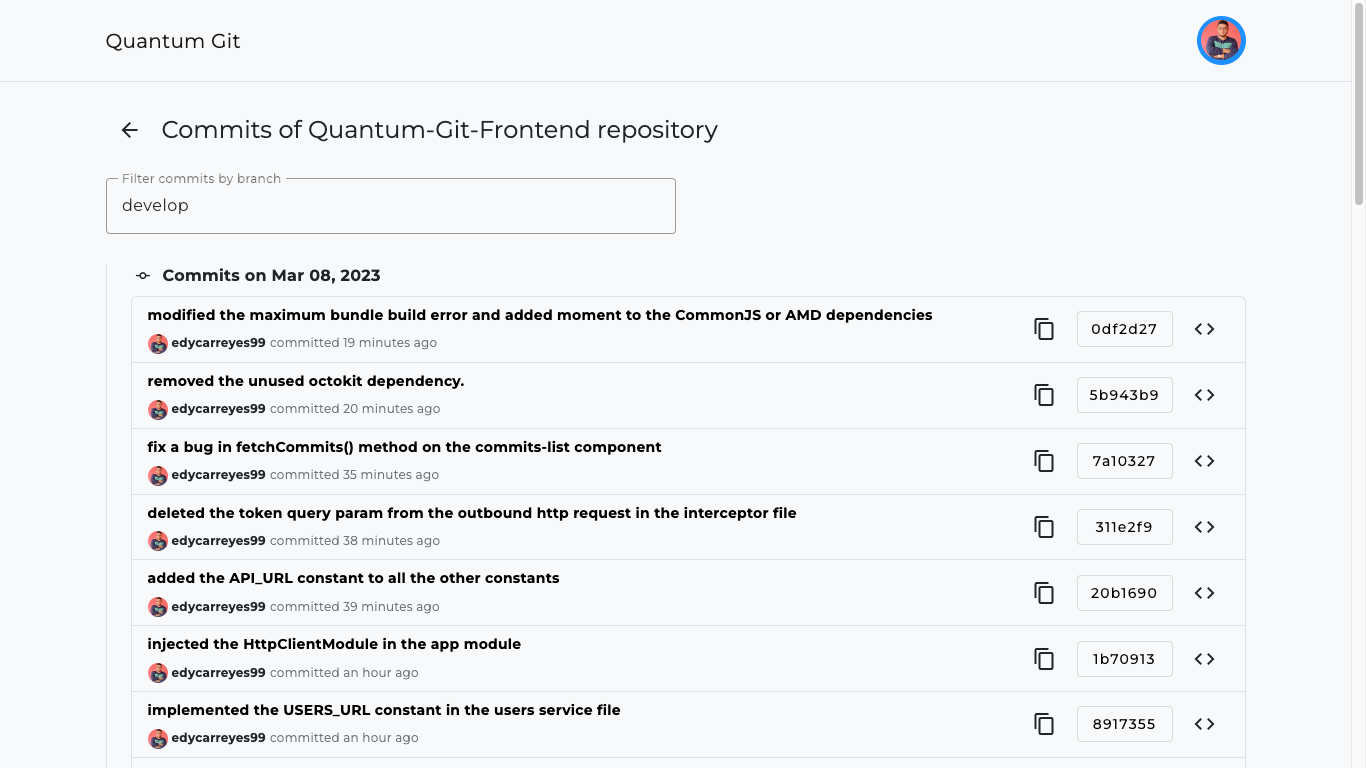 Quantum Git
Commits of Quantum-Git-Frontend repository
Filter commits by branch
develop
Commits on Mar 08, 2023
modified the maximum bundle build error and added moment to the CommonJS or AMD dependencies
edycarreyes99 committed 19 minutes ago
0df2d27
removed the unused octokit dependency.
edycarreyes99 committed 20 minutes ago
5b943b9
fix a bug in fetchCommits() method on the commits-list component
edycarreyes99 committed 35 minutes ago
7a10327
deleted the token query param from the outbound http request in the interceptor file
edycarreyes99 committed 38 minutes ago
311e2f9
added the API_URL constant to all the other constants
edycarreyes99 committed 39 minutes ago
20b1690
injected the HttpClientModule in the app module
edycarreyes99 committed an hour ago
1b70913
implemented the USERS_URL constant in the users service file
edycarreyes99 committed an hour ago
8917355